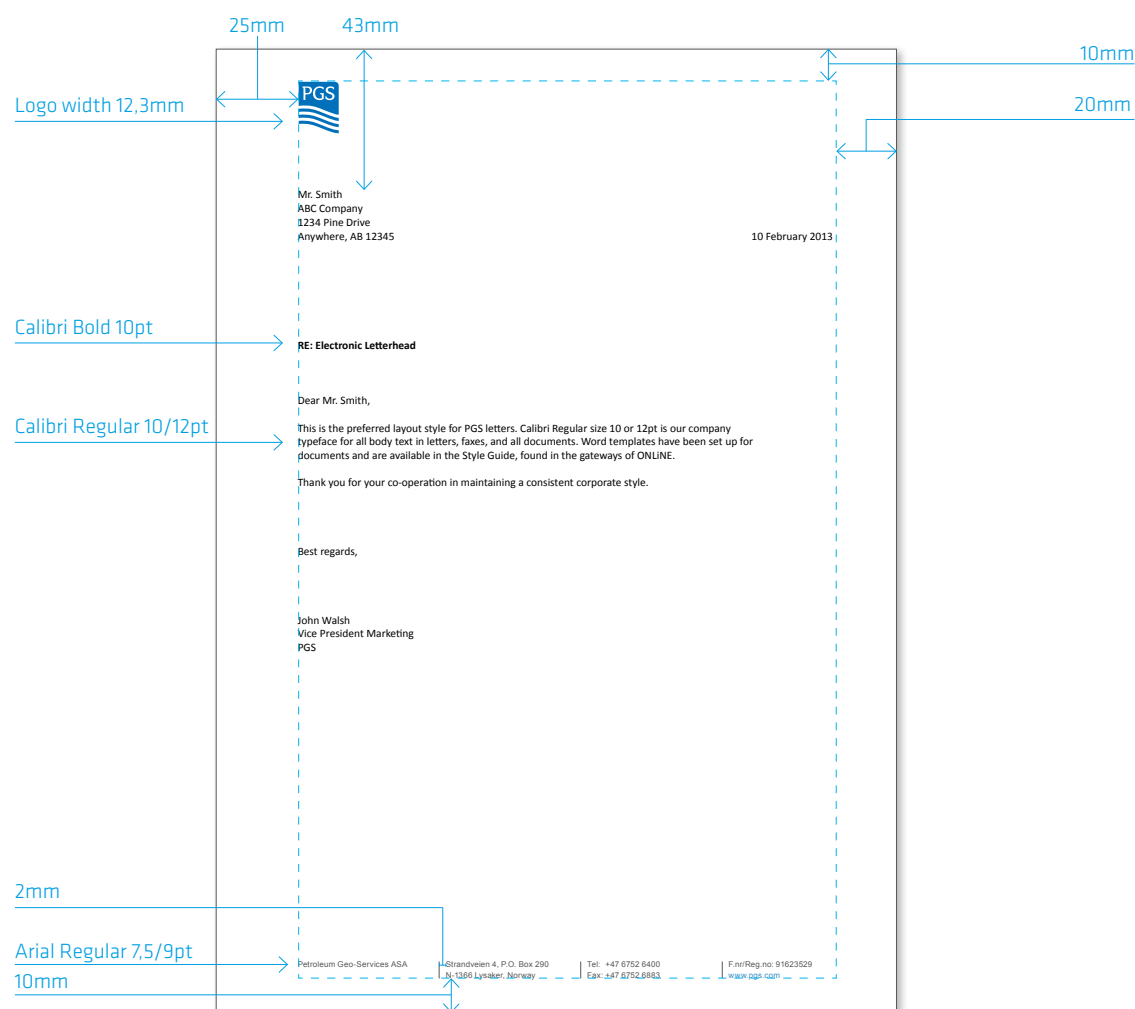 25mm
43mm
10mm
PGS
Logo width 12,3mm
20mm
Mr. Smith
ABC Company
1234 Pine Drive
Anywhere, AB 12345
10 February 2013
Calibri Bold 10pt
RE: Electronic Letterhead
Dear Mr. Smith,
Calibri Regular 10/12pt
This is the preferred layout style for PGS letters. Calibri Regular size 10 or 12pt is our company
typeface for all body text in letters, faxes, and all documents. Word templates have been set up for
documents and are available in the Style Guide, found in the gateways of ONLiNE.
Thank you for your co-operation in maintaining a consistent corporate style.
Best regards,
John Walsh
Vice President Marketing
PGS
2mm
Arial Regular 7,5/9pt
Petroleum Geo-Services ASA
Strandveien 4, P.O. Box 290
N-1366 Lysaker, Norway
Tel: +47 6752 6400
Fax: +47 6752 6883
F.nr/Reg.no: 91623529
www.pgs.com
10mm